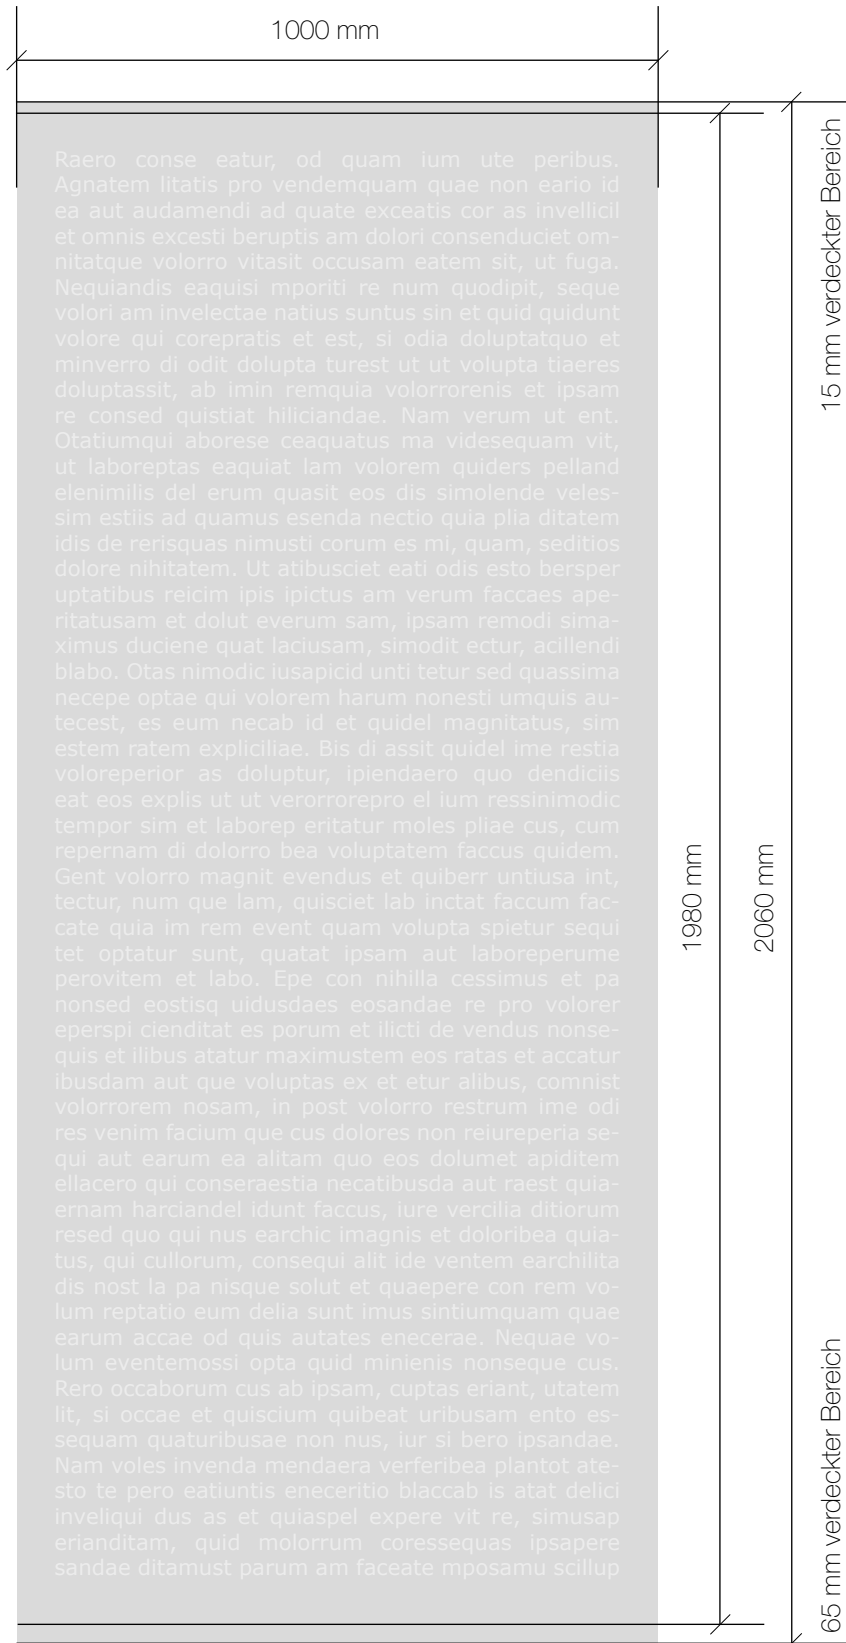 1000 mm
Raero conse eatur, od quam ium ute peribus.
Agnatem litatis pro vendemquam quae non eario id
ea aut audamendi ad quate exceatis cor as invellicil
et omnis excesti beruptis am dolori consenduciet om-
nitatque volorro vitasit occusam eatem sit, ut fuga.
Nequiandis eaquisi mporiti re num quodipit, seque
volori am invelectae natius suntus sin et quid quidunt
volore qui corepratis et est, si odia doluptatquo et
minverro di odit dolupta turest ut ut volupta tiaeres
doluptassit, ab imin remquia volorrorenis et ipsam
re consed quistiat hiliciandae. Nam verum ut ent.
Otatiumqui aborese ceaquatus ma videsequam vit,
ut laboreptas eaquiat lam volorem quiders pelland
elenimilis del erum quasit eos dis simolende veles-
sim estiis ad quamus esenda nectio quia plia ditatem
idis de rerisquas nimusti corum es mi, quam, seditios
dolore nihitatem. Ut atibusciet eati odis esto bersper
uptatibus reicim ipis ipictus am verum faccaes ape-
ritatusam et dolut everum sam, ipsam remodi sima-
ximus duciene quat laciusam, simodit ectur, acillendi
blabo. Otas nimodic iusapicid unti tetur sed quassima
necepe optae qui volorem harum nonesti umquis au-
tecest, es eum necab id et quidel magnitatus, sim
estem ratem expliciliae. Bis di assit quidel ime restia
voloreperior as doluptur, ipiendaero quo dendiciis
eat eos explis ut ut verorrorepro el ium ressinimodic
tempor sim et laborep eritatur moles pliae cus, cum
repernam di dolorro bea voluptatem faccus quidem.
Gent volorro magnit evendus et quiberr untiusa int,
tectur, num que lam, quisciet lab inctat faccum fac-
cate quia im rem event quam volupta spietur sequi
tet optatur sunt, quatat ipsam aut laboreperume
perovitem et labo. Epe con nihilla cessimus et pa
nonsed eostisq uidusdaes eosandae re pro volorer
eperspi cienditat es porum et ilicti de vendus nonse-
quis et ilibus atatur maximustem eos ratas et accatur
ibusdam aut que voluptas ex et etur alibus, comnist
volorrorem nosam, in post volorro restrum ime odi
res venim facium que cus dolores non reiureperia se-
qui aut earum ea alitam quo eos dolumet apiditem
ellacero qui conseraestia necatibusda aut raest quia-
ernam harciandel idunt faccus, iure vercilia ditiorum
resed quo qui nus earchic imagnis et doloribea quia-
tus, qui cullorum, consequi alit ide ventem earchilita
dis nost la pa nisque solut et quaepere con rem vo-
lum reptatio eum delia sunt imus sintiumquam quae
earum accae od quis autates enecerae. Nequae vo-
lum eventemossi opta quid minienis nonseque cus.
Rero occaborum cus ab ipsam, cuptas eriant, utatem
lit, si occae et quiscium quibeat uribusam ento es-
sequam quaturibusae non nus, iur si bero ipsandae.
Nam voles invenda mendaera verferibea plantot ate-
sto te pero eatiuntis eneceritio blaccab is atat delici
inveliqui dus as et quiaspel expere vit re, simusap
erianditam, quid molorrum coressequas ipsapere
sandae ditamust parum am faceate mposamu scillup
1980 mm
2060 mm
15 mm verdeckter Bereich
65 mm verdeckter Bereich